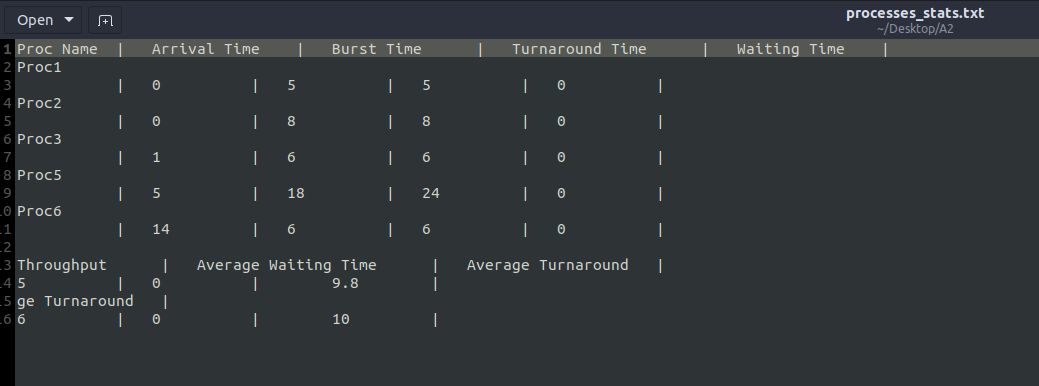 Open
processes_stats.txt
~/Desktop/A2
1 Proc Name | Arrival Time | Burst Time | Turnaround Time | Waiting Time |
2 Proc1
3 | 0 | 5 | 5 | 0 |
4 Proc2
5 | 0 | 8 | 8 | 0 |
6 Proc3
7 | 1 | 6 | 6 | 0 |
8 Proc5
9 | 5 | 18 | 24 | 0 |
10 Proc6
11 | 14 | 6 | 6 | 0 |
12
13 Throughput | Average Waiting Time | Average Turnaround |
14 5 | 0 | 9.8 |
15 ge Turnaround |
16 6 | 0 | 10 |